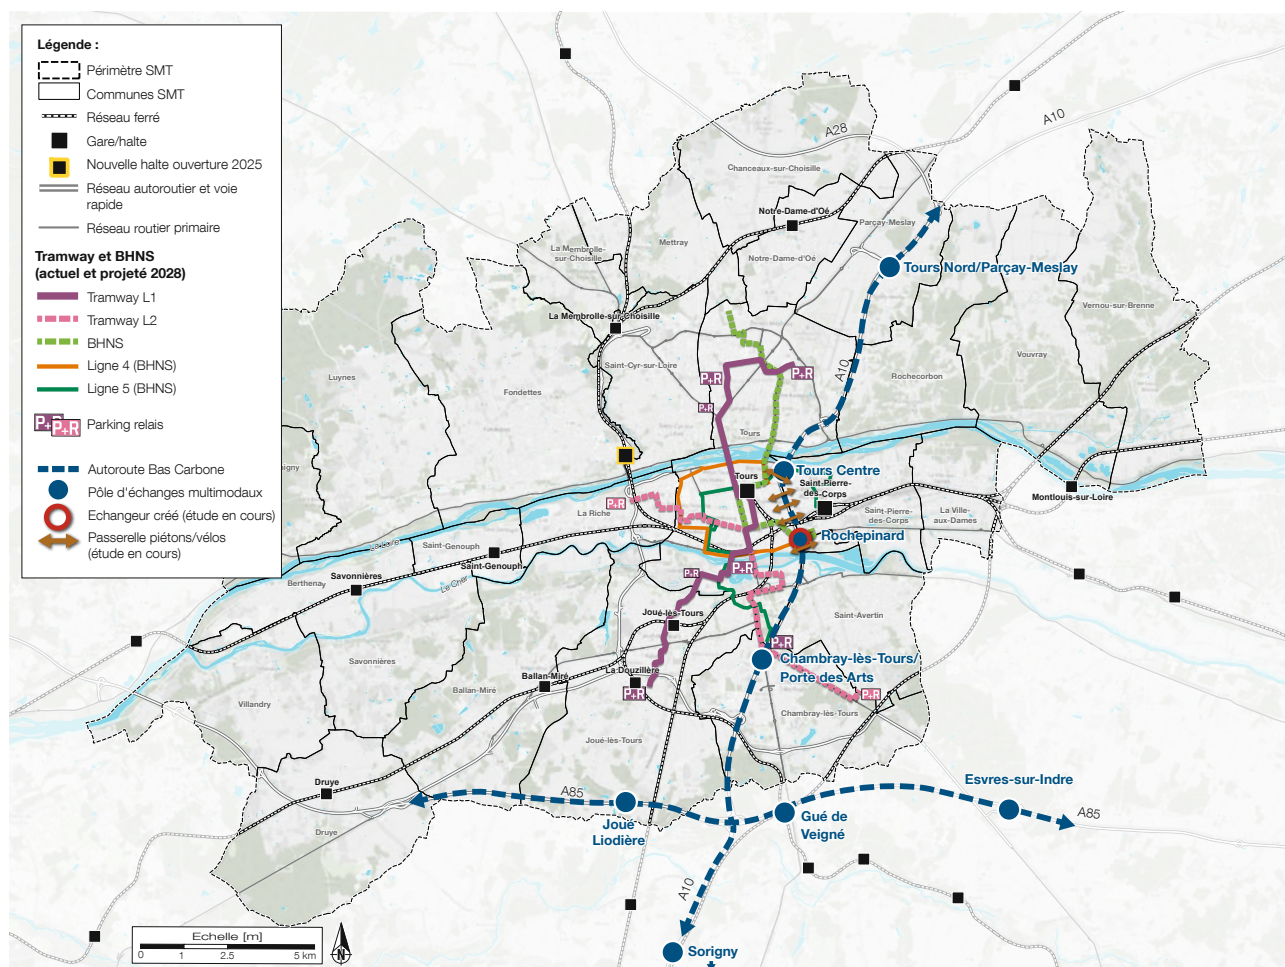 Légende :
Périmètre SMT
Communes SMT
Réseau ferré
Gare/halte
Nouvelle halte ouverture 2025
Réseau autoroutier et voie
rapide
Réseau routier primaire
Tramway et BHNS
(actuel et projeté 2028)
Tramway L1
Tramway L2
BHNS
Ligne 4 (BHNS)
Ligne 5 (BHNS)
P+R
P+R
Parking relais
Autoroute Bas Carbone
Pôle d'échanges multimodaux
Echangeur créé (étude en cours)
Passerelle piétons/vélos
(étude en cours)
A28
A10
Chanceaux-sur-Choisille
Notre-Dame-d'Oé
Parçay-Meslay
La Membrolle-
sur-Choisille
Mettray
Notre-Dame-d'Oé
Tours Nord/Parçay-Meslay
Vernou-sur-Brenne
La Membrolle-sur-Choisille
Vouvray
Saint-Cyr-sur-Loire
A10
Rochecorbon
Luynes
Fondettes
P+R
P+R
P+R
Tours
Tours Centre
Tours
Saint-Pierre-
des-Corps
Montlouis-sur-Loire
P+R
La Riche
Saint-Pierre
des-Corps
La Ville
aux-Dames
Rochepinard
La Loire
Saint-Genouph
Saint-Genouph
Savonnières
Berthenay
Le Cher
P+R
P+R
Joué-lès-Tours
Saint-Avertin
P+R
Savonnières
Chambray-lès-Tours/
Porte des Arts
La Douzillère
Ballan-Miré
Ballan-Miré
P+R
P+R
Villandry
Chambray-lès-Tours
Joué-lès-Tours
Druye
Esvres-sur-Indre
A85
A85
Joué
Liodière
Gué de
Veigné
Druye
A10
Sorigny
Echelle [m]
0 1 2.5 5 km
N